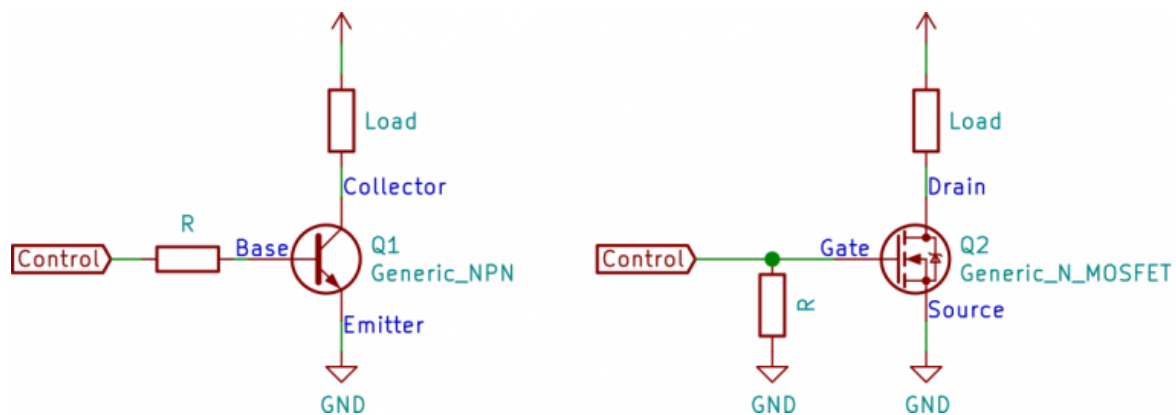 Load
Collector
R
Control
Base
Q1
Generic_NPN
Emitter
GND
Load
Drain
Control
Gate
Q2
Generic_N_MOSFET
R
Source
GND
GND